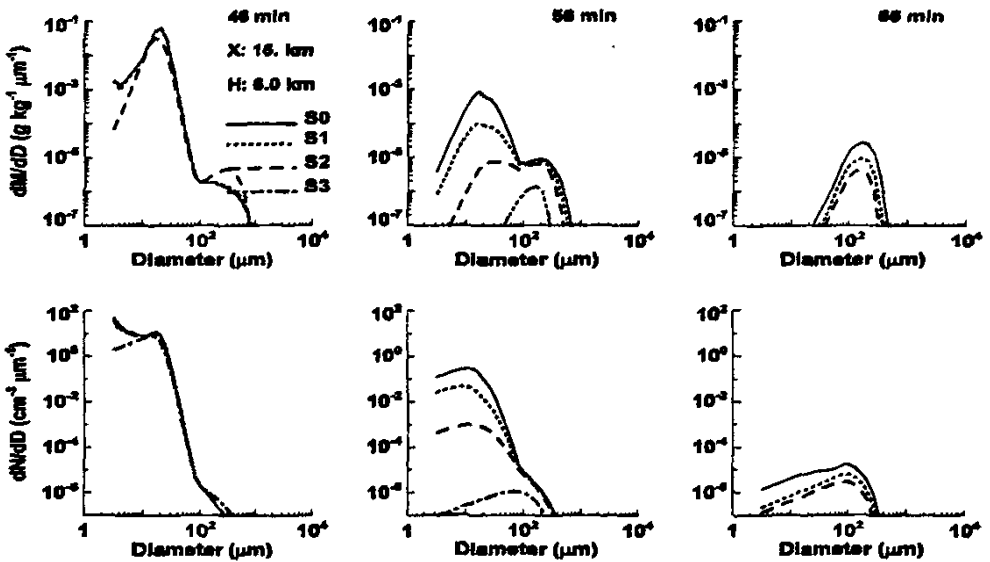 46 min
X: 15. km
H: 6.0 km
S0
S1
S2
S3
dM/dD (g kg⁻¹ μm⁻¹)
10⁻¹
10⁻³
10⁻⁵
10⁻⁷
1 10² 10⁴
Diameter (μm)
56 min
10⁻¹
10⁻³
10⁻⁵
10⁻⁷
1 10² 10⁴
Diameter (μm)
66 min
10⁻¹
10⁻³
10⁻⁵
10⁻⁷
1 10² 10⁴
Diameter (μm)
dN/dD (cm⁻³ μm⁻¹)
10²
10⁰
10⁻²
10⁻⁴
10⁻⁶
1 10² 10⁴
Diameter (μm)
10²
10⁰
10⁻²
10⁻⁴
10⁻⁶
1 10² 10⁴
Diameter (μm)
10²
10⁰
10⁻²
10⁻⁴
10⁻⁶
1 10² 10⁴
Diameter (μm)